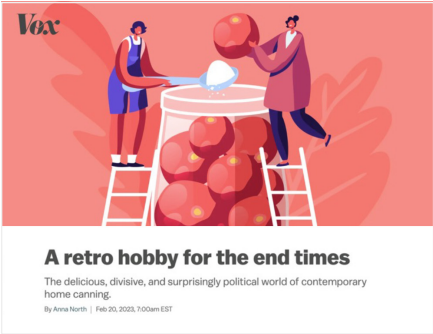 Vox
A retro hobby for the end times
The delicious, divisive, and surprisingly political world of contemporary
home canning.
By Anna North | Feb 20, 2023, 7:00am EST